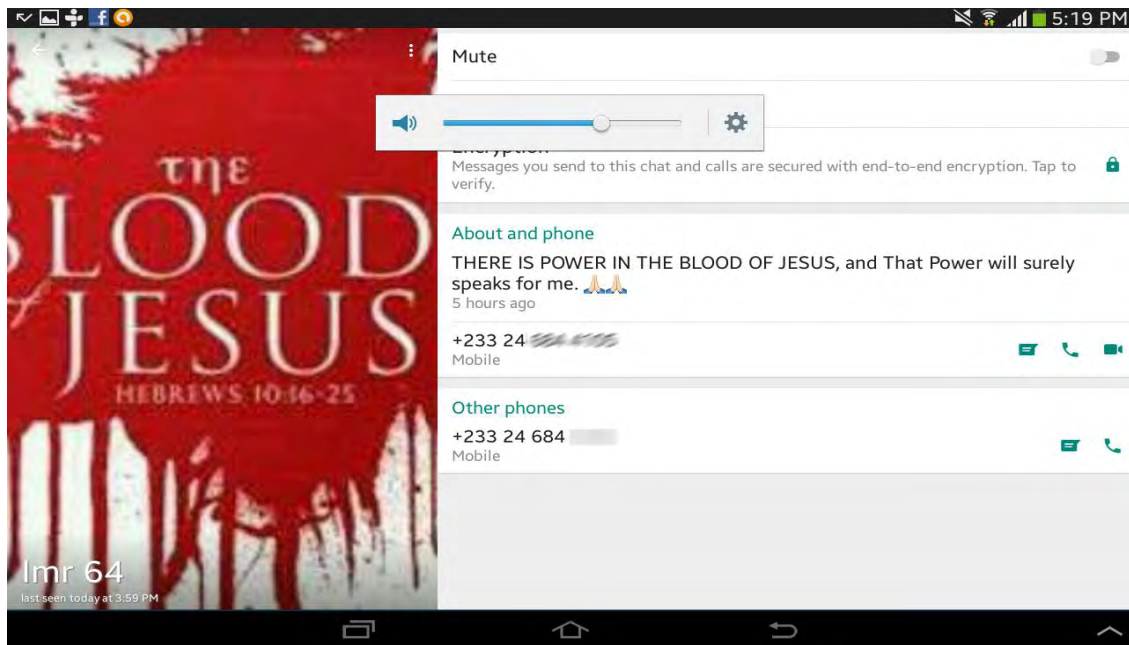 5:19 PM
THE
BLOOD
of
JESUS
HEBREWS 10:16-25
lmr 64
last seen today at 3:59 PM
Mute
Encryption
Messages you send to this chat and calls are secured with end-to-end encryption. Tap to
verify.
About and phone
THERE IS POWER IN THE BLOOD OF JESUS, and That Power will surely
speaks for me. 🙏🏻🙏🏻
5 hours ago
+233 24
Mobile
Other phones
+233 24 684
Mobile